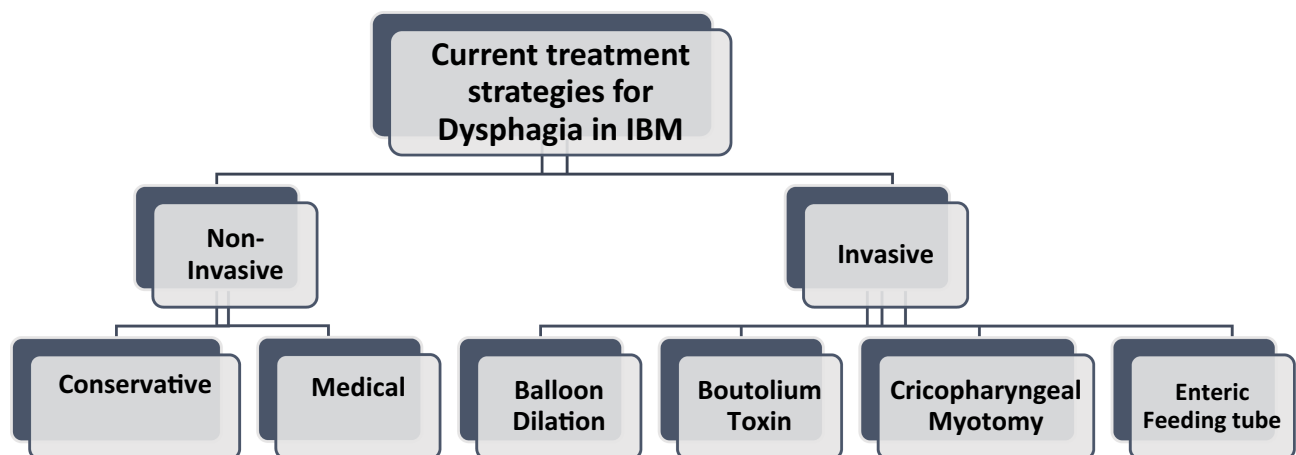 Current treatment
strategies for
Dysphagia in IBM
Non-
Invasive
Invasive
Conservative
Medical
Balloon
Dilation
Boutolium
Toxin
Cricopharyngeal
Myotomy
Enteric
Feeding tube